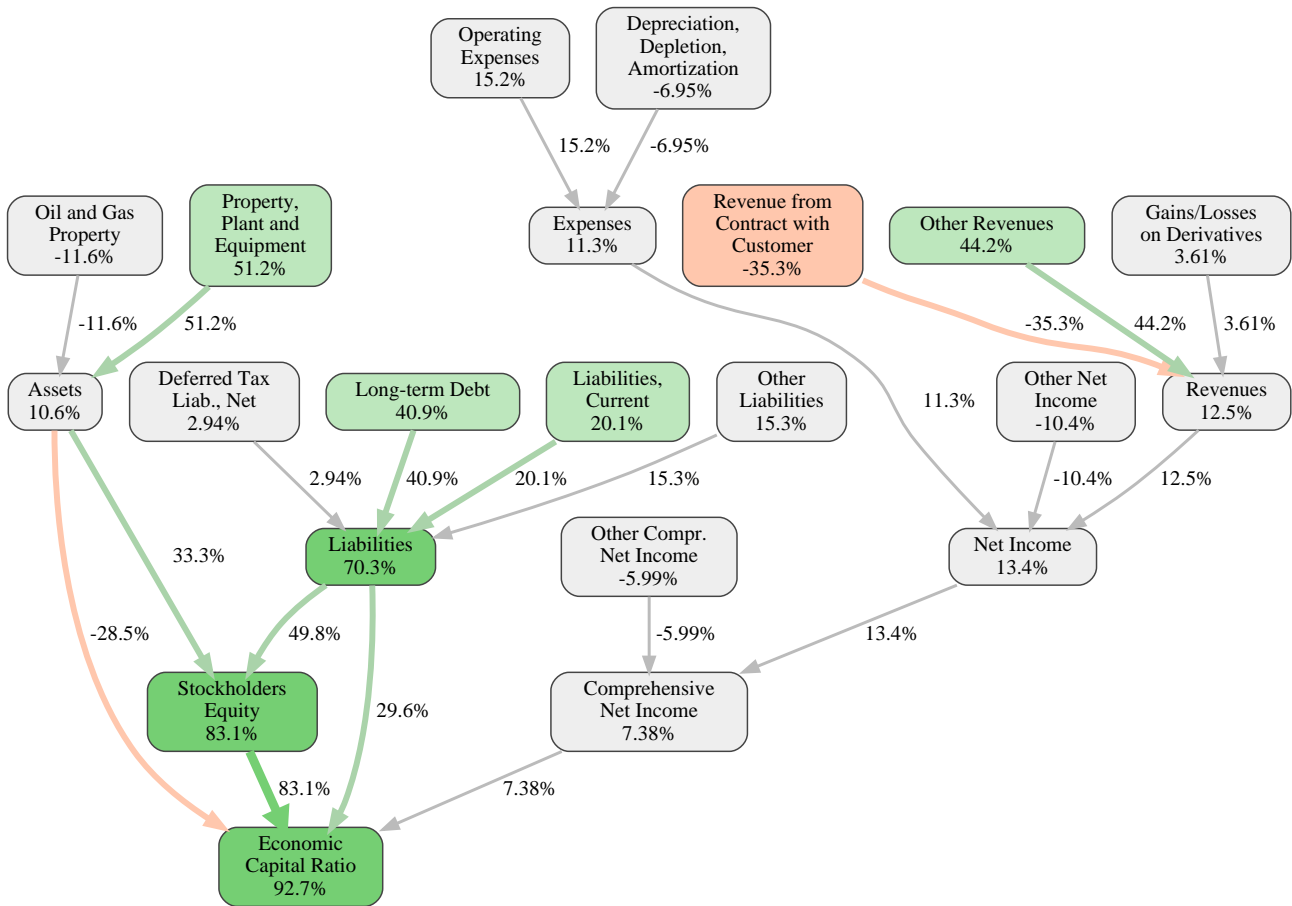 Operating
Expenses
15.2%
Depreciation,
Depletion,
Amortization
-6.95%
15.2%
-6.95%
Oil and Gas
Property
-11.6%
Property,
Plant and
Equipment
51.2%
Expenses
11.3%
Revenue from
Contract with
Customer
-35.3%
Other Revenues
44.2%
Gains/Losses
on Derivatives
3.61%
-11.6%
51.2%
-35.3%
44.2%
3.61%
Assets
10.6%
Deferred Tax
Liab., Net
2.94%
Long-term Debt
40.9%
Liabilities,
Current
20.1%
Other
Liabilities
15.3%
11.3%
Other Net
Income
-10.4%
Revenues
12.5%
2.94%
40.9%
20.1%
15.3%
-10.4%
12.5%
33.3%
Liabilities
70.3%
Other Compr.
Net Income
-5.99%
Net Income
13.4%
-28.5%
49.8%
-5.99%
13.4%
Stockholders
Equity
83.1%
29.6%
Comprehensive
Net Income
7.38%
83.1%
7.38%
Economic
Capital Ratio
92.7%